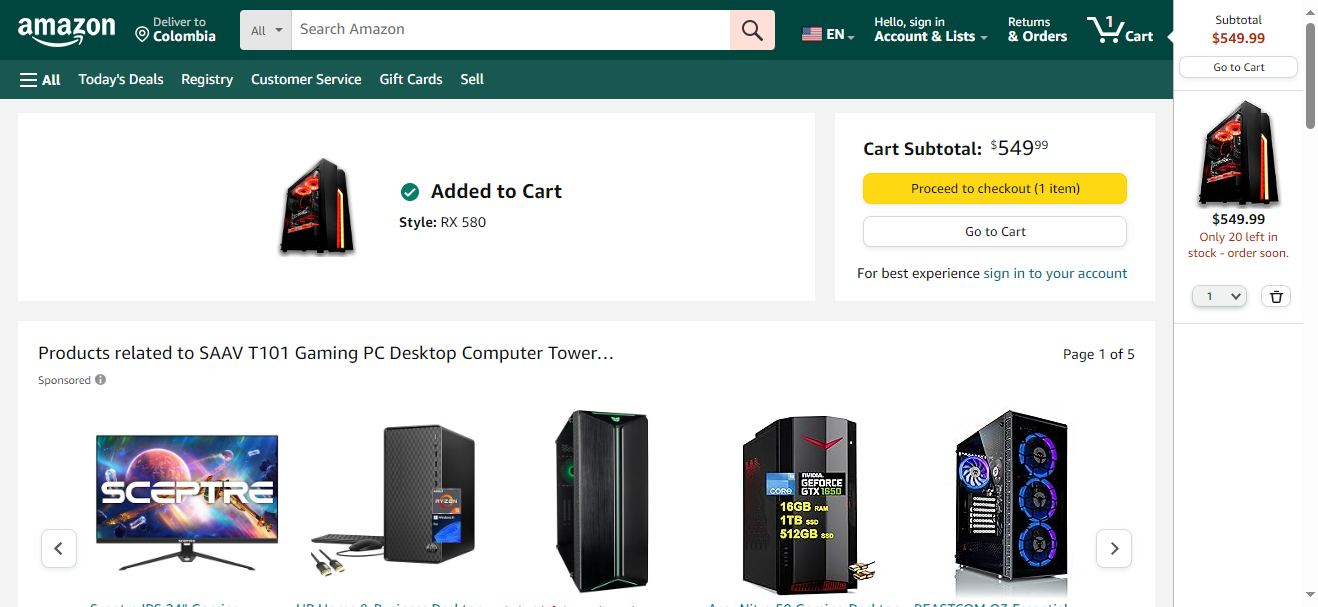 amazon
Deliver to
Colombia
All
Search Amazon
EN
Hello, sign in
Account & Lists
Returns
& Orders
1
Cart
All
Today's Deals
Registry
Customer Service
Gift Cards
Sell
Added to Cart
Style: RX 580
Cart Subtotal: $549.99
Proceed to checkout (1 item)
Go to Cart
For best experience sign in to your account
Subtotal
$549.99
Go to Cart
$549.99
Only 20 left in
stock - order soon.
1
Products related to SAAV T101 Gaming PC Desktop Computer Tower…
Page 1 of 5
Sponsored
SCEPTRE
RYZEN
CORE
NVIDIA
GEFORCE
GTX 1650
16GB RAM
1TB SSD
512GB SSD